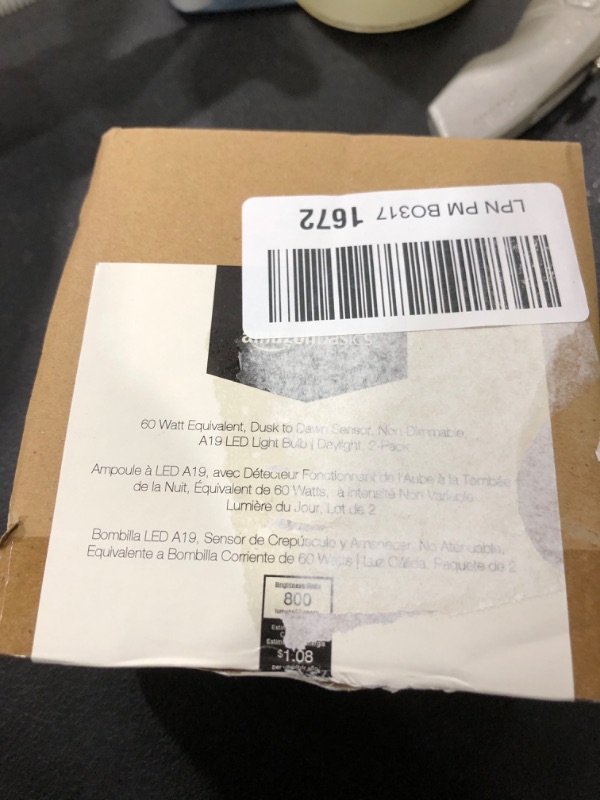 LPN PM BO317 1672
amazonbasics
60 Watt Equivalent, Dusk to Dawn Sensor, Non-Dimmable,
A19 LED Light Bulb | Daylight, 2-Pack
Ampoule à LED A19, avec Détecteur Fonctionnant de l'Aube à la Tombée
de la Nuit, Équivalent de 60 Watts, à Intensité Non Variable
Lumière du Jour, Lot de 2
Bombilla LED A19, Sensor de Crepúsculo y Amanecer, No Atenuable,
Equivalente a Bombilla Corriente de 60 Watts | Luz Cálida, Paquete de 2
800
$1.08